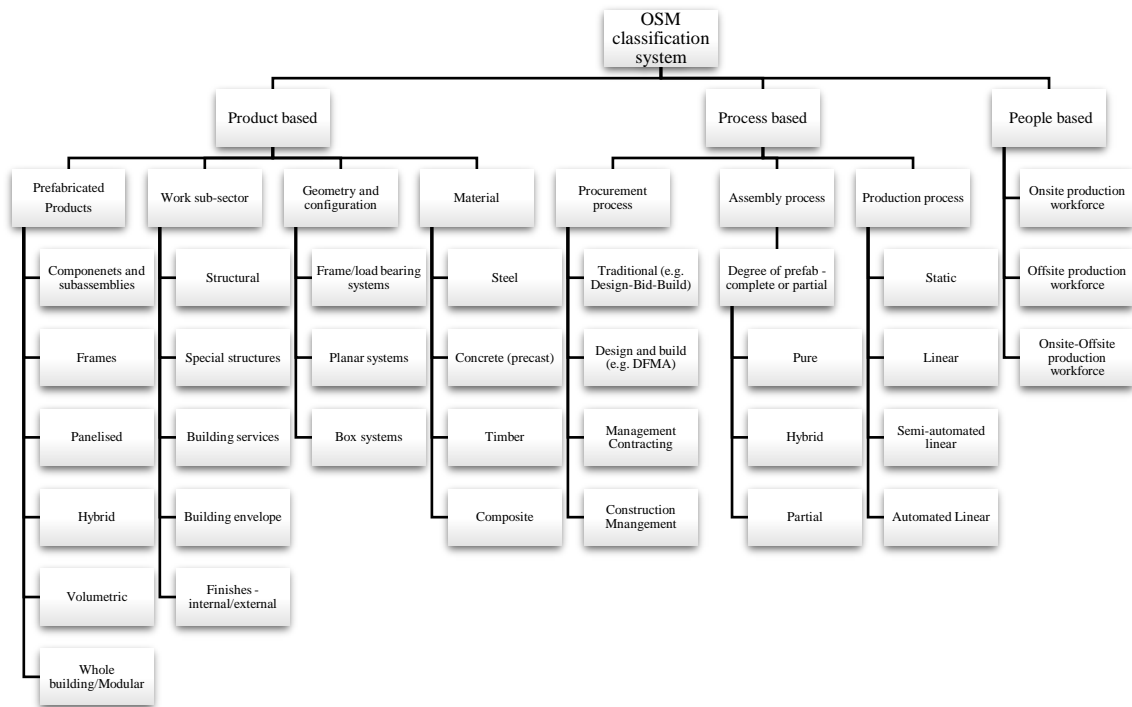 OSM
classification
system
Product based
Process based
People based
Prefabricated
Products
Work sub-sector
Geometry and
configuration
Material
Procurement
process
Assembly process
Production process
Onsite production
workforce
Componenets and
subassemblies
Structural
Frame/load bearing
systems
Steel
Traditional (e.g.
Design-Bid-Build)
Degree of prefab -
complete or partial
Static
Offsite production
workforce
Frames
Special structures
Planar systems
Concrete (precast)
Design and build
(e.g. DFMA)
Pure
Linear
Onsite-Offsite
production
workforce
Panelised
Building services
Box systems
Timber
Management
Contracting
Hybrid
Semi-automated
linear
Hybrid
Building envelope
Composite
Construction
Mnangement
Partial
Automated Linear
Volumetric
Finishes -
internal/external
Whole
building/Modular